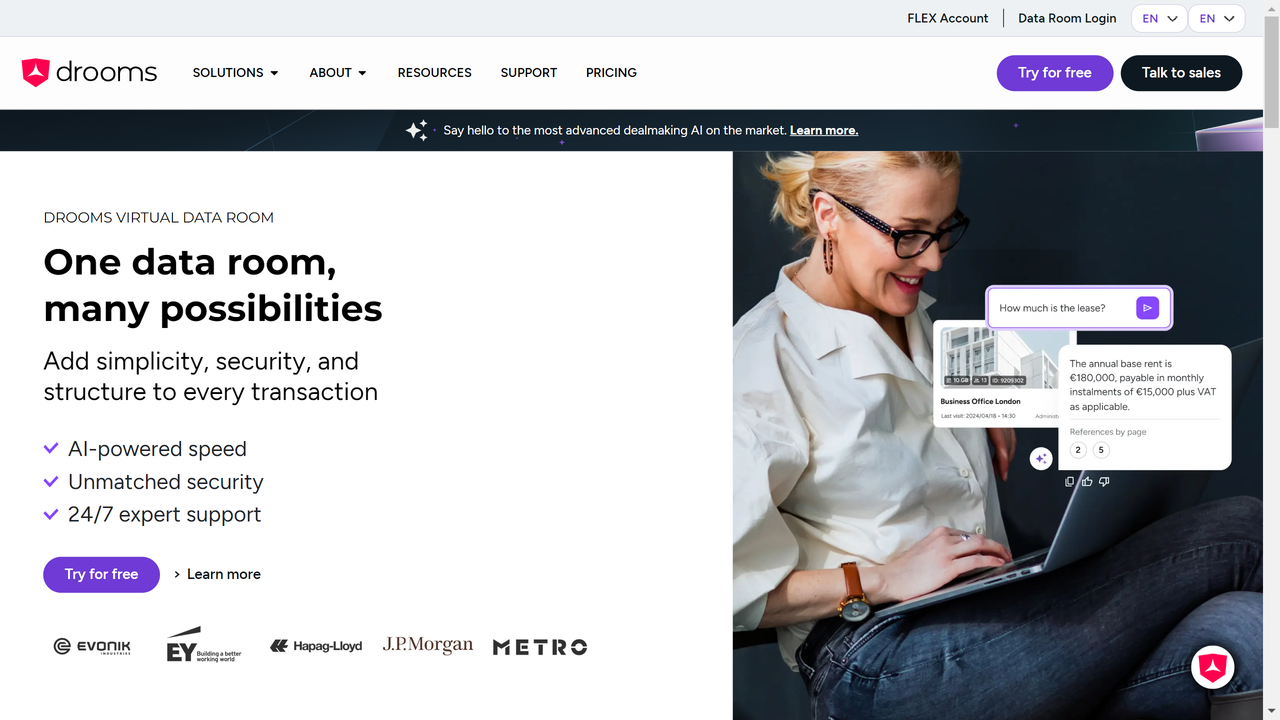 FLEX Account
Data Room Login
EN
EN
drooms
SOLUTIONS
ABOUT
RESOURCES
SUPPORT
PRICING
Try for free
Talk to sales
Say hello to the most advanced dealmaking AI on the market. Learn more.
DROOMS VIRTUAL DATA ROOM
One data room,
many possibilities
Add simplicity, security, and
structure to every transaction
AI-powered speed
Unmatched security
24/7 expert support
Try for free
> Learn more
EVONIK
INDUSTRIES
EY Building a better
working world
Hapag-Lloyd
J.P.Morgan
METRO
How much is the lease?
10 GB
13
ID: 9209302
Business Office London
Last visit: 2024/04/18 • 14:30
The annual base rent is
€180,000, payable in monthly
instalments of €15,000 plus VAT
as applicable.
References by page
2
5